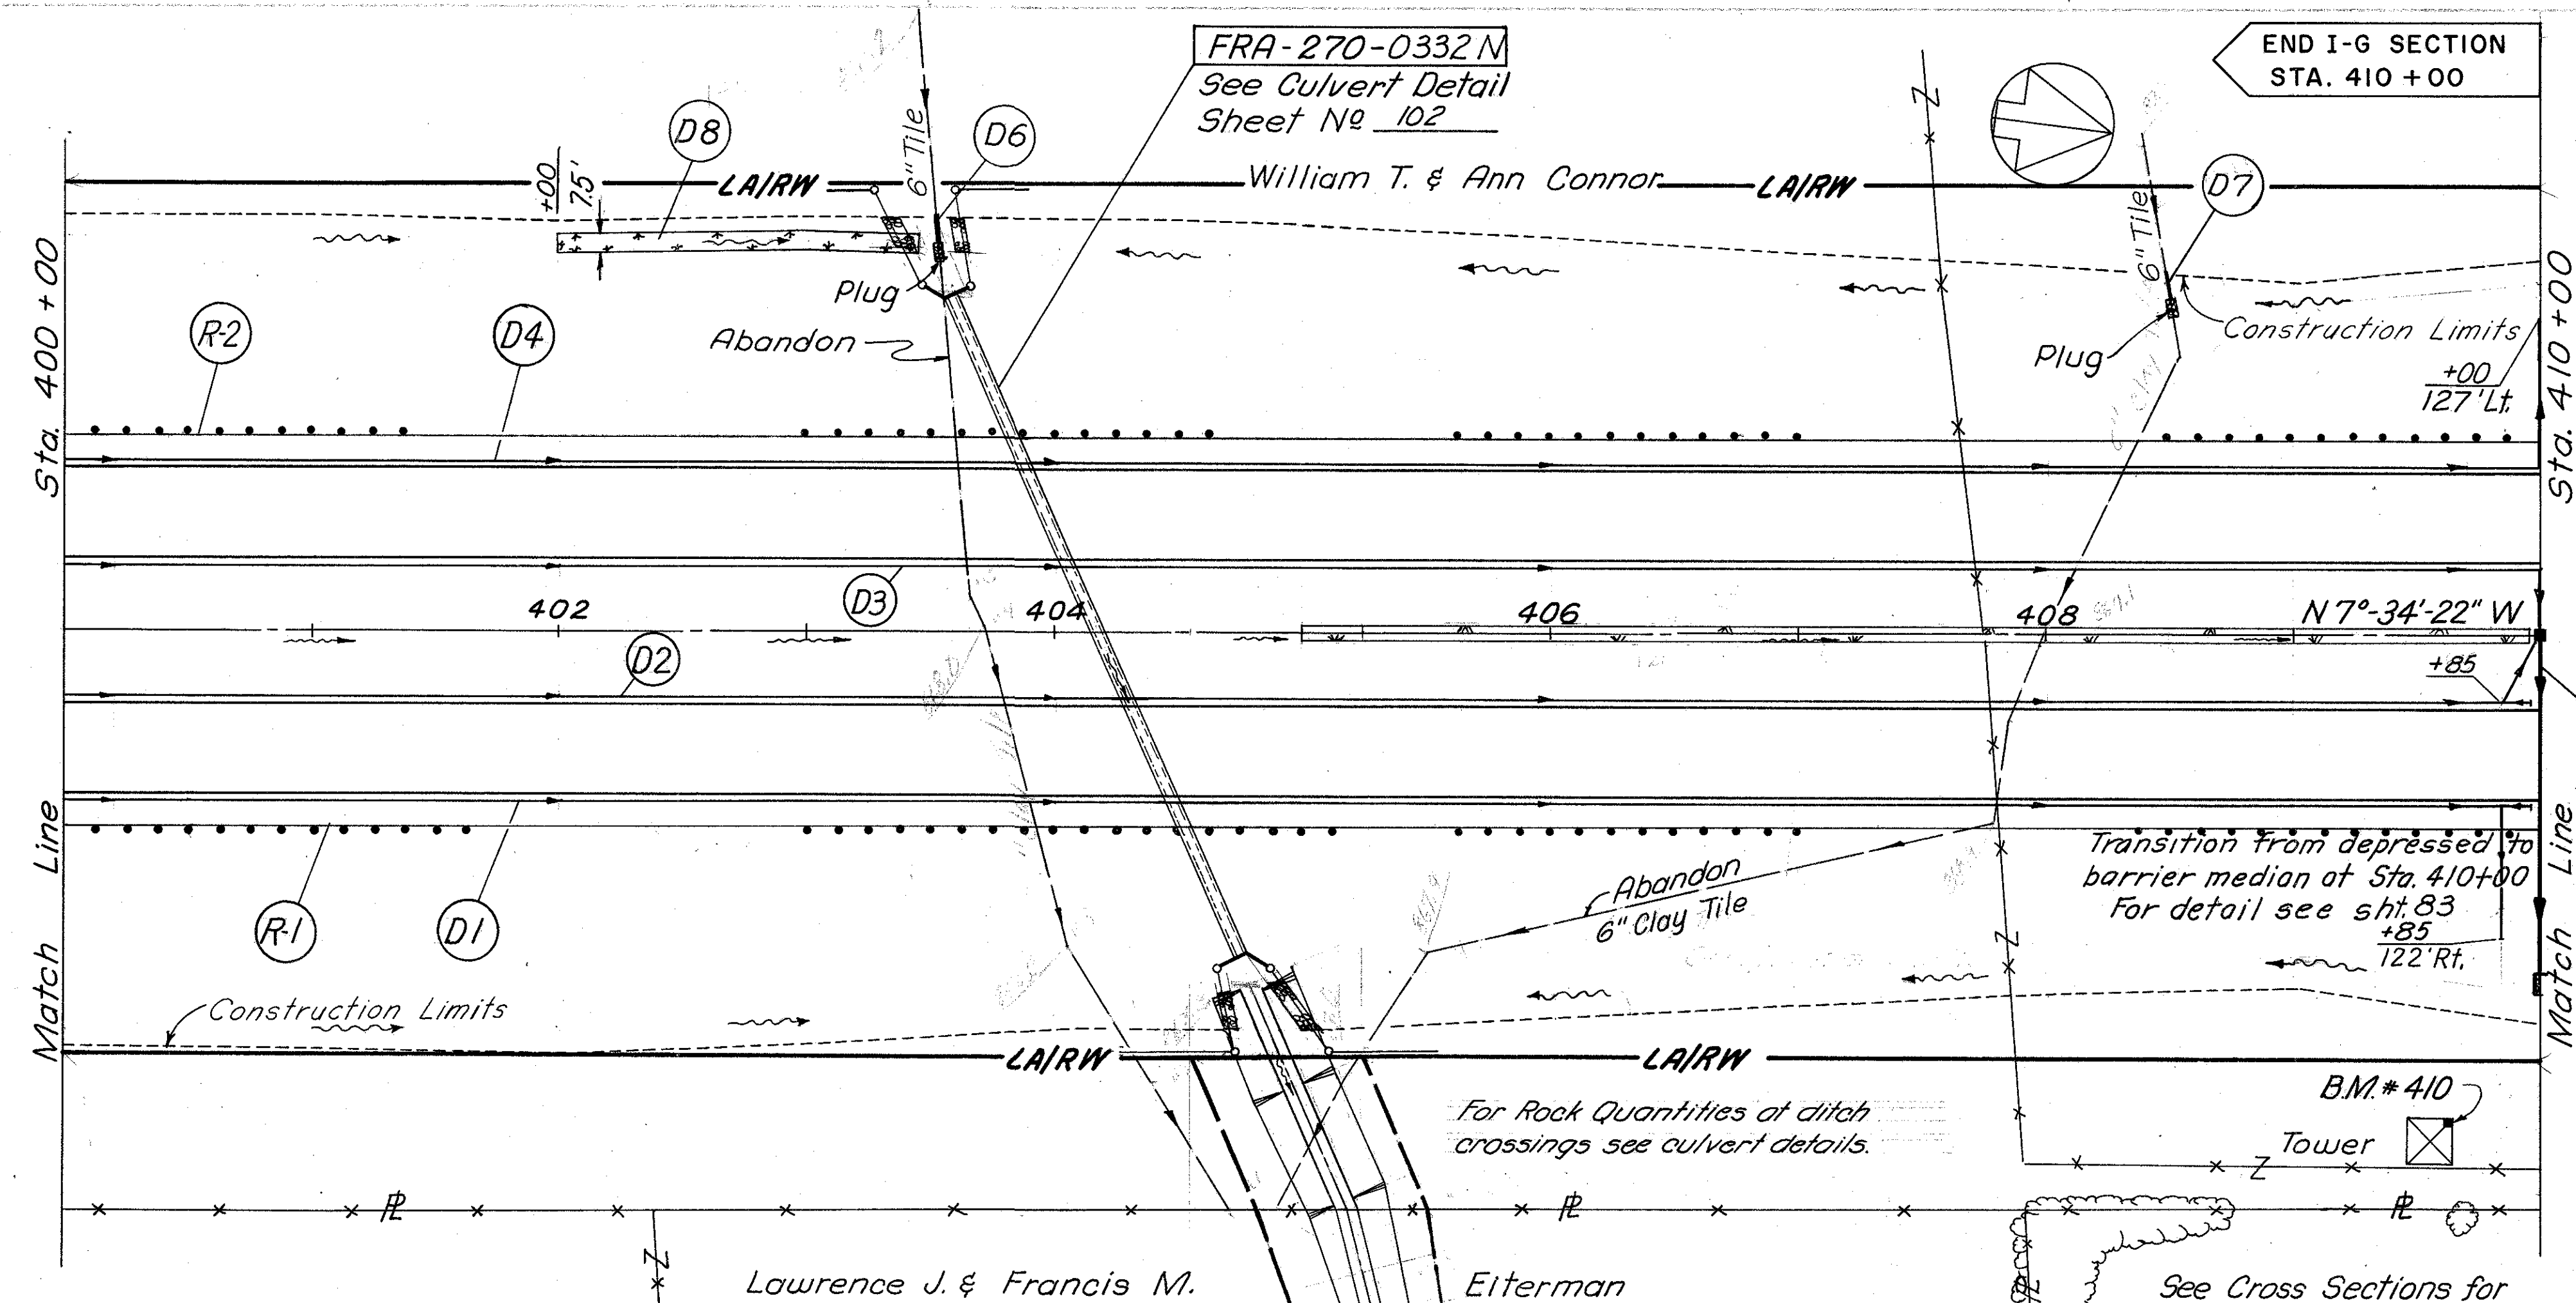 FRA-270-0332 N
See Culvert Detail
Sheet Nº 102
END I-G SECTION
STA. 410+00
D8
D6
6" Tile
+00
7.5'
LA/RW
William T. & Ann Connor
LA/RW
D7
6" Tile
Plug
Abandon
Plug
Construction Limits
+00
127' Lt.
R-2
D4
Sta. 400+00
Sta. 410+00
402
D3
404
406
408
N 7°-34'-22" W
D2
+85
R-1
D1
Abandon
6" Clay Tile
Transition from depressed to
barrier median at Sta. 410+00
For detail see sht. 83
+85
122' Rt.
Match Line
Match Line
Construction Limits
LA/RW
LA/RW
For Rock Quantities at ditch
crossings see culvert details.
B.M. # 410
Tower
PL
PL
PL
Lawrence J. & Francis M. Eiterman
See Cross Sections for